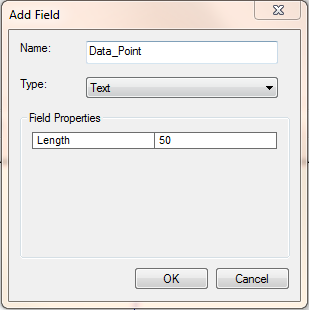 Add Field
Name: Data_Point
Type: Text
Field Properties
Length 50
OK Cancel